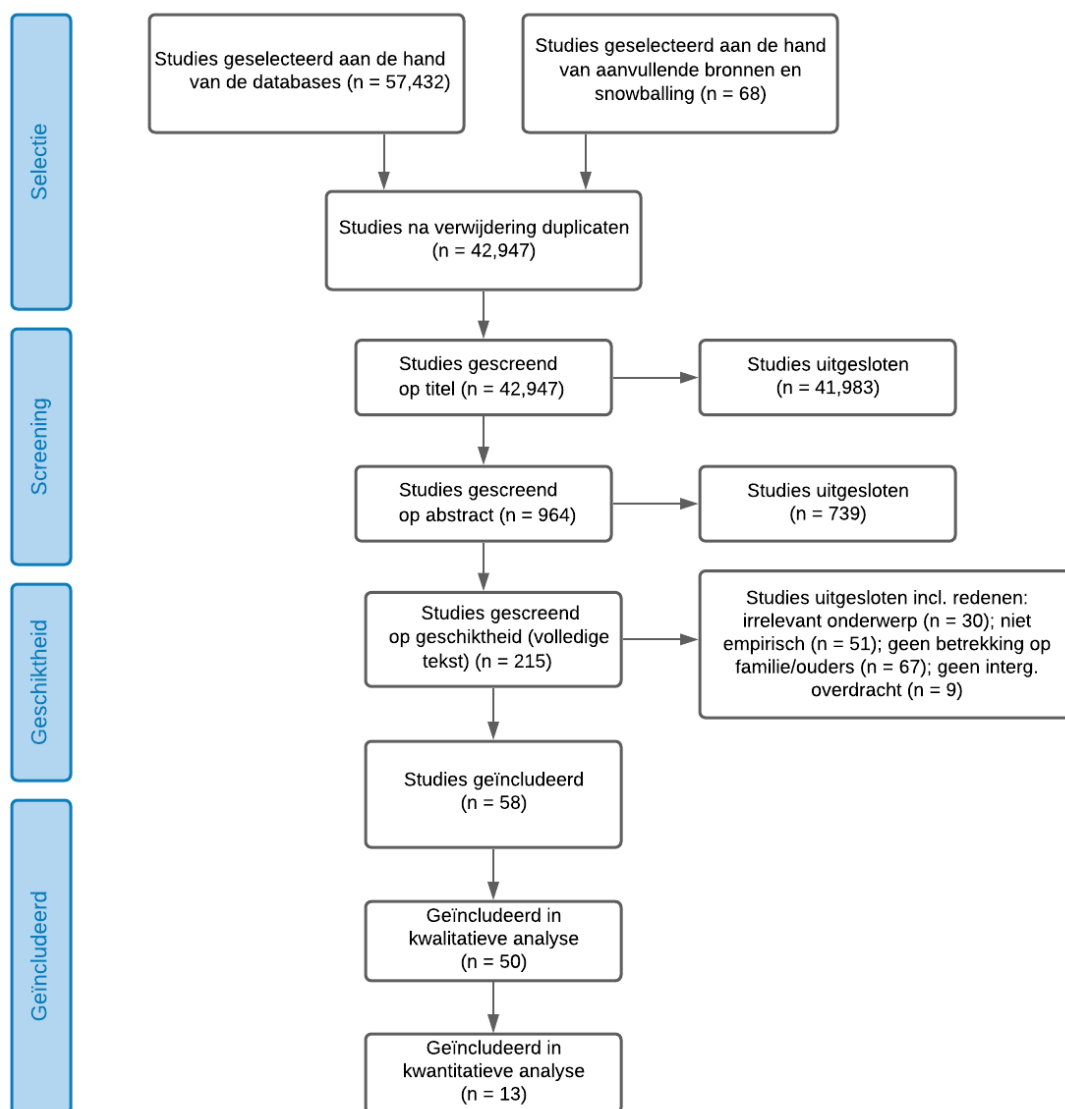 Selectie
Studies geselecteerd aan de hand
van de databases (n = 57,432)
Studies geselecteerd aan de hand
van aanvullende bronnen en
snowballing (n = 68)
Studies na verwijdering duplicaten
(n = 42,947)
Screening
Studies gescreend
op titel (n = 42,947)
Studies uitgesloten
(n = 41,983)
Studies gescreend
op abstract (n = 964)
Studies uitgesloten
(n = 739)
Geschiktheid
Studies gescreend
op geschiktheid (volledige
tekst) (n = 215)
Studies uitgesloten incl. redenen:
irrelevant onderwerp (n = 30); niet
empirisch (n = 51); geen betrekking op
familie/ouders (n = 67); geen interg.
overdracht (n = 9)
Geïncludeerd
Studies geïncludeerd
(n = 58)
Geïncludeerd in
kwalitatieve analyse
(n = 50)
Geïncludeerd in
kwantitatieve analyse
(n = 13)